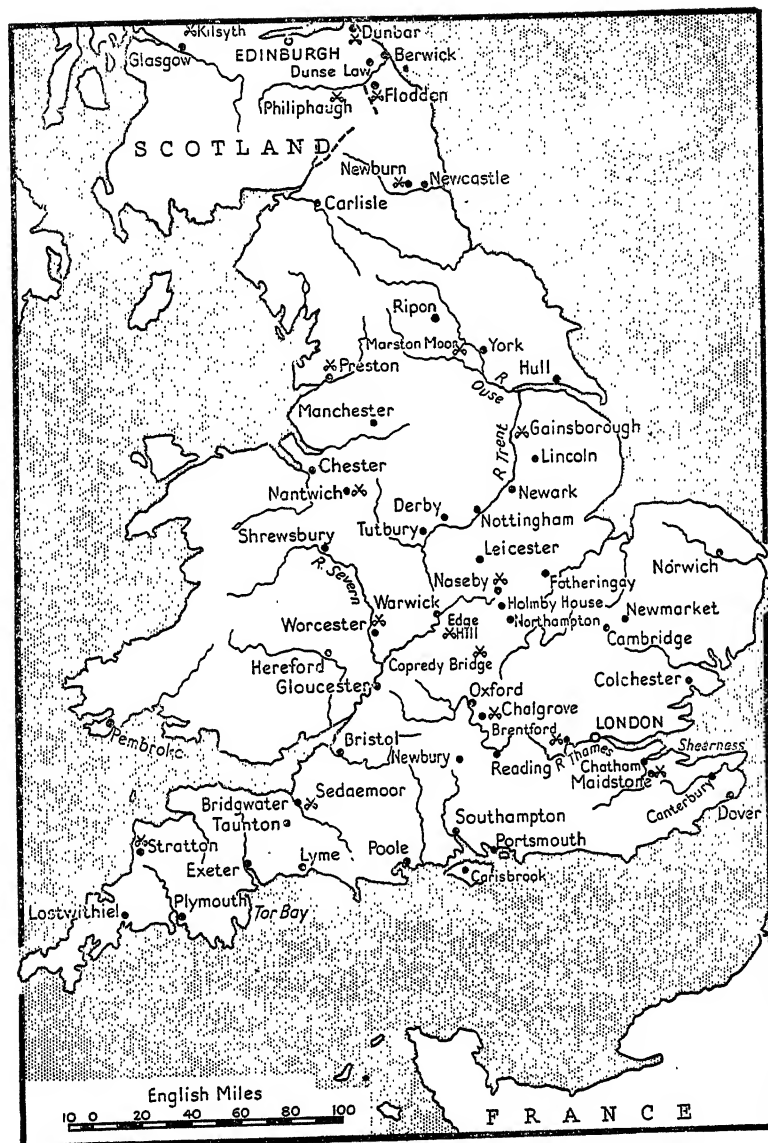 Kilsyth
Dunbar
Glasgow
EDINBURGH
Berwick
Dunse Law
Flodden
Philiphaugh
SCOTLAND
Newburn
Newcastle
Carlisle
Ripon
Marston Moor
York
Preston
R Ouse
Hull
Manchester
Gainsborough
R Trent
Lincoln
Chester
Nantwich
Newark
Derby
Nottingham
Tutbury
Shrewsbury
Leicester
Norwich
R. Severn
Naseby
Fotheringay
Warwick
Holmby House
Newmarket
Worcester
Edge Hill
Northampton
Cambridge
Hereford
Copredy Bridge
Gloucester
Colchester
Oxford
Chalgrove
Brentford
LONDON
Pembroke
Bristol
Newbury
Reading
R Thames
Shearness
Chatham
Maidstone
Canterbury
Bridgwater
Sedgemoor
Dover
Taunton
Southampton
Stratton
Portsmouth
Exeter
Lyme
Poole
Carisbrook
Lostwithiel
Plymouth
Tor Bay
English Miles
10 0 20 40 60 80 100
FRANCE